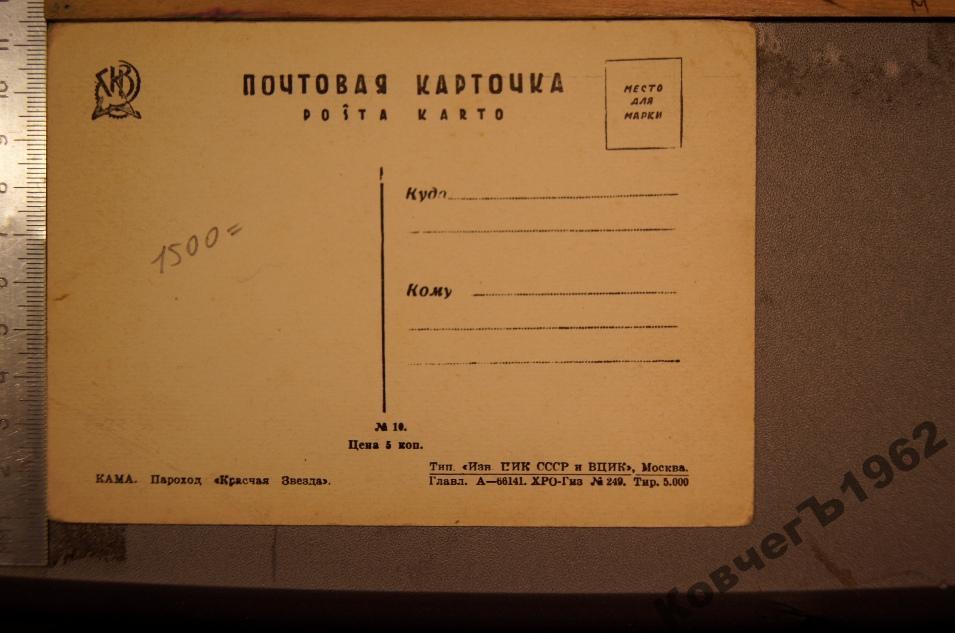 ПОЧТОВАЯ КАРТОЧКА
POŜTA KARTO
МЕСТО
ДЛЯ
МАРКИ
Куда
1500=
Кому
№ 10.
Цена 5 коп.
КАМА. Пароход «Красчая Звезда».
Тип. «Изв. ЦИК СССР и ВЦИК», Москва.
Главл. А—66141. ХРО-Гиз № 249. Тир. 5.000
КовчегЪ1962